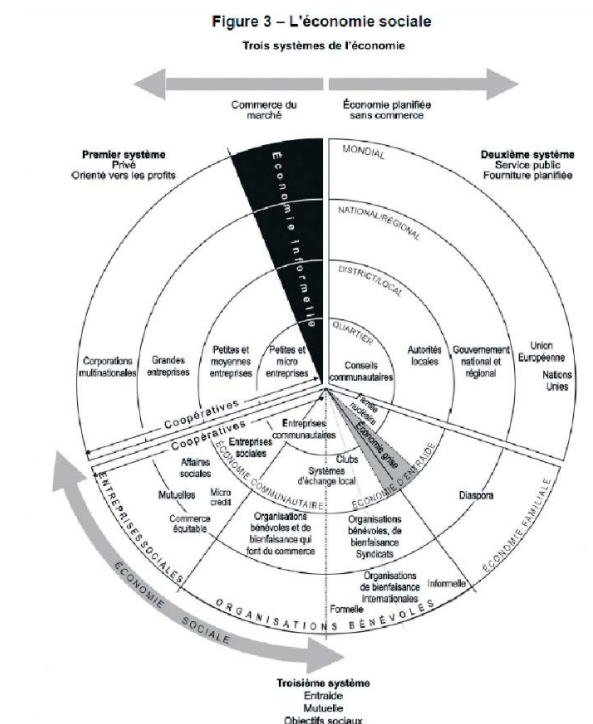 Figure 3 – L'économie sociale
Trois systèmes de l'économie
Commerce du
marché
Économie planifiée
sans commerce
Premier système
Privé
Orienté vers les profits
Deuxième système
Service public
Fourniture planifiée
Économie Informelle
MONDIAL
NATIONAL/RÉGIONAL
DISTRICT/LOCAL
QUARTIER
Corporations
multinationales
Grandes
entreprises
Petites et
moyennes
entreprises
Petites et
micro
entreprises
Conseils
communautaires
Autorités
locales
Gouvernement
national et
régional
Union
Européenne
Nations
Unies
Coopératives
Coopératives
Famille
nucléaire
Économie grise
Entreprises
communautaires
Entreprises
sociales
Affaires
sociales
Mutuelles
Micro
crédit
Commerce
équitable
ÉCONOMIE COMMUNAUTAIRE
Clubs
Systèmes
d'échange local
ÉCONOMIE D'ENTRAIDE
Diaspora
Organisations
bénévoles et de
bienfaisance qui
font du commerce
Organisations
bénévoles, de
bienfaisance
Syndicats
Organisations
de bienfaisance
internationales
Informelle
Formelle
ENTREPRISES SOCIALES
ORGANISATIONS BÉNÉVOLES
ÉCONOMIE FAMILIALE
ÉCONOMIE SOCIALE
Troisième système
Entraide
Mutuelle
Objectifs sociaux